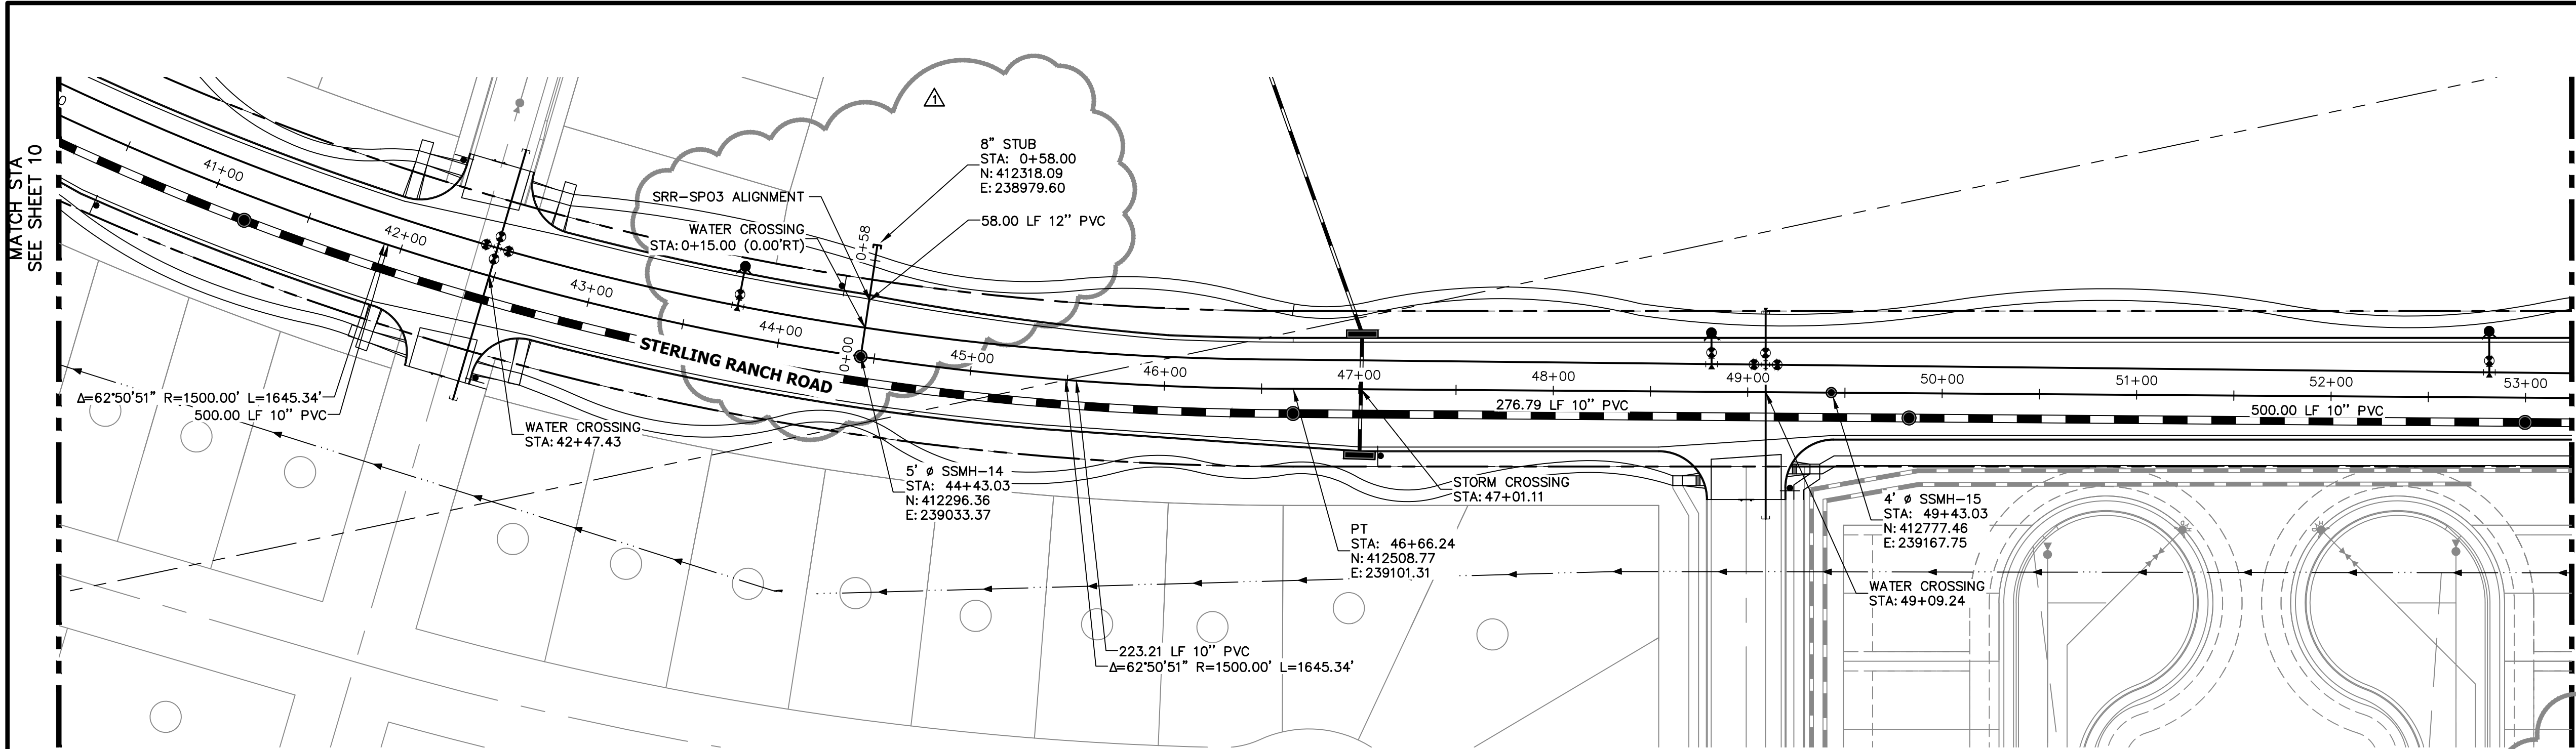 MATCH STA
SEE SHEET 10
0
41+00
42+00
43+00
44+00
45+00
46+00
47+00
48+00
49+00
50+00
51+00
52+00
53+00
1
8" STUB
STA: 0+58.00
N: 412318.09
E: 238979.60
SRR-SP03 ALIGNMENT
58.00 LF 12" PVC
WATER CROSSING
STA: 0+15.00 (0.00'RT)
0+58
0+00
STERLING RANCH ROAD
Δ=62°50'51" R=1500.00' L=1645.34'
500.00 LF 10" PVC
WATER CROSSING
STA: 42+47.43
5' ø SSMH-14
STA: 44+43.03
N: 412296.36
E: 239033.37
276.79 LF 10" PVC
500.00 LF 10" PVC
STORM CROSSING
STA: 47+01.11
PT
STA: 46+66.24
N: 412508.77
E: 239101.31
4' ø SSMH-15
STA: 49+43.03
N: 412777.46
E: 239167.75
WATER CROSSING
STA: 49+09.24
223.21 LF 10" PVC
Δ=62°50'51" R=1500.00' L=1645.34'